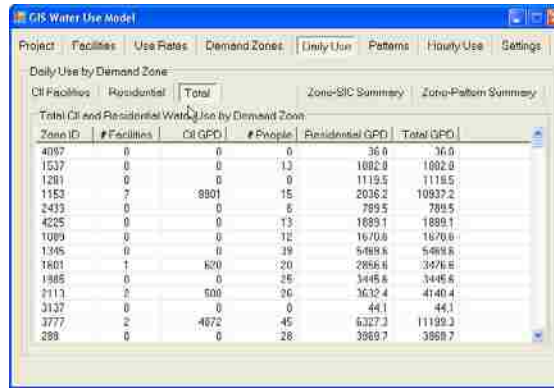 GIS Water Use Model
Project Facilities Use Rates Demand Zones Daily Use Patterns Hourly Use Settings
Daily Use by Demand Zone
CII Facilities Residential Total Zone-SIC Summary Zone-Pattern Summary
Total CII and Residential Water Use by Demand Zone
Zone ID # Facilities CII GPD # People Residential GPD Total GPD
4097 0 0 0 36.0 36.0
1537 0 0 13 1882.8 1882.8
1281 0 0 8 1119.5 1119.5
1153 7 8901 15 2036.2 10937.2
2433 0 0 6 789.5 789.5
4225 0 0 13 1889.1 1889.1
1089 0 0 12 1670.6 1670.6
1345 0 0 39 5469.6 5469.6
1601 1 620 20 2856.6 3476.6
1985 0 0 25 3445.6 3445.6
2113 2 26 3632.4 4140.4
3137 0 0 0 44.1 44.1
3777 2 4872 45 6327.3 11199.3
289 0 0 28 3969.7 3969.7